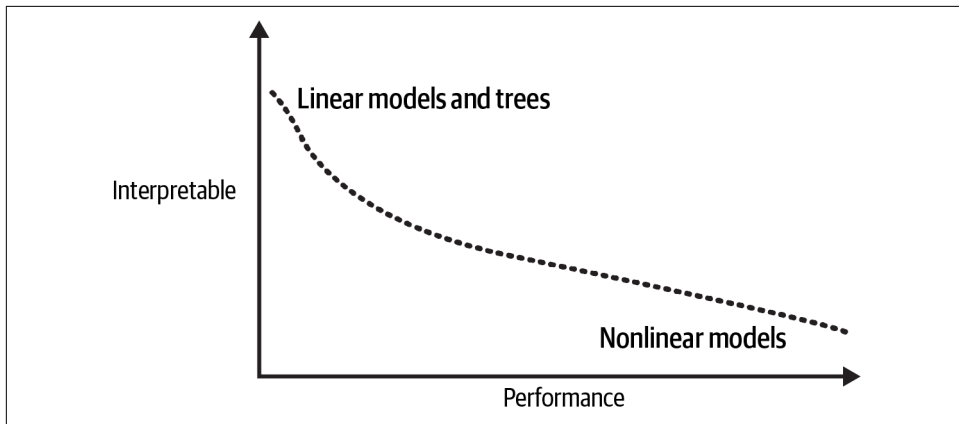 Linear models and trees
Interpretable
Nonlinear models
Performance